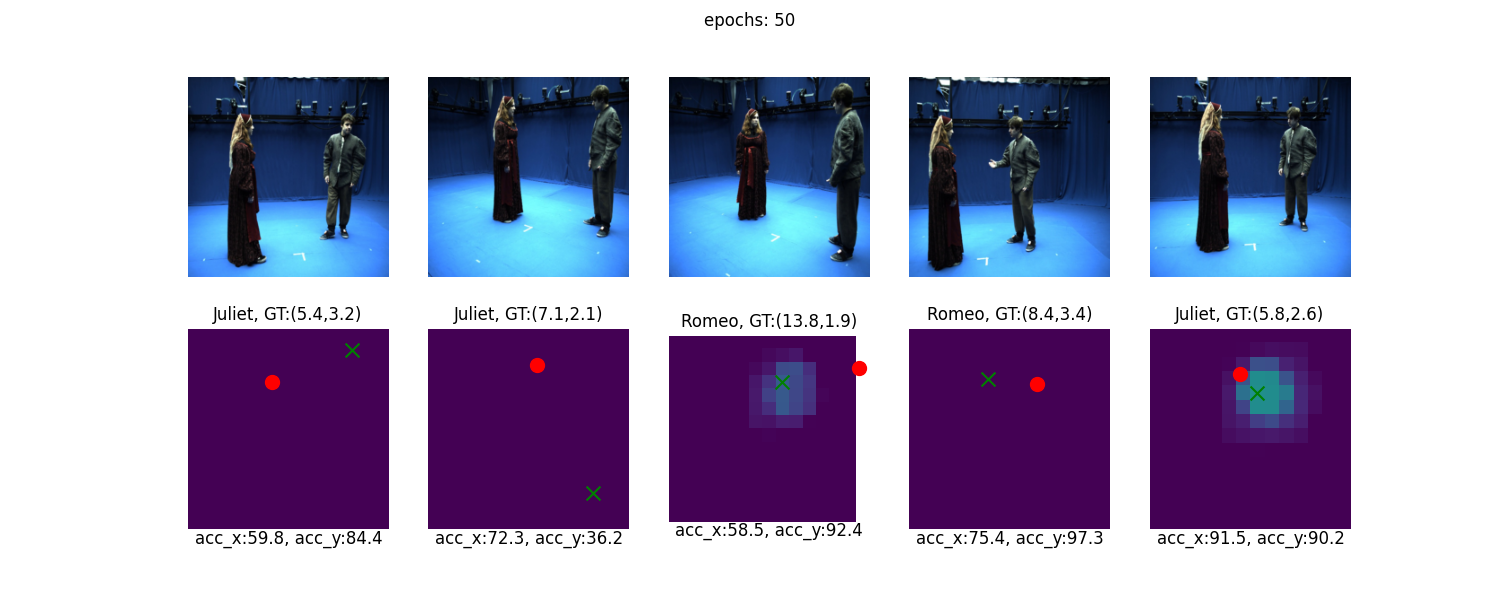 epochs: 50
Juliet, GT:(5.4,3.2)
Juliet, GT:(7.1,2.1)
Romeo, GT:(13.8,1.9)
Romeo, GT:(8.4,3.4)
Juliet, GT:(5.8,2.6)
acc_x:59.8, acc_y:84.4
acc_x:72.3, acc_y:36.2
acc_x:58.5, acc_y:92.4
acc_x:75.4, acc_y:97.3
acc_x:91.5, acc_y:90.2